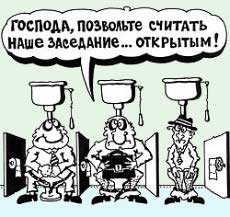 ГОСПОДА, ПОЗВОЛЬТЕ СЧИТАТЬ
НАШЕ ЗАСЕДАНИЕ... ОТКРЫТЫМ!